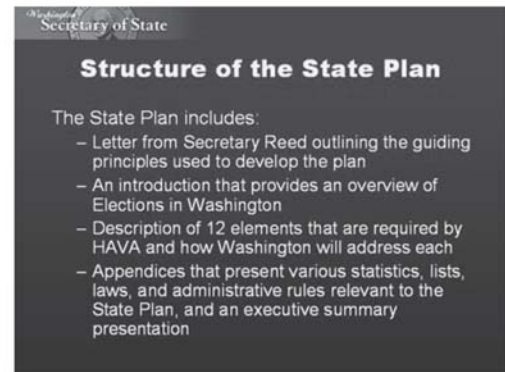 Washington
Secretary of State
Structure of the State Plan
The State Plan includes:
– Letter from Secretary Reed outlining the guiding
principles used to develop the plan
– An introduction that provides an overview of
Elections in Washington
– Description of 12 elements that are required by
HAVA and how Washington will address each
– Appendices that present various statistics, lists,
laws, and administrative rules relevant to the
State Plan, and an executive summary
presentation